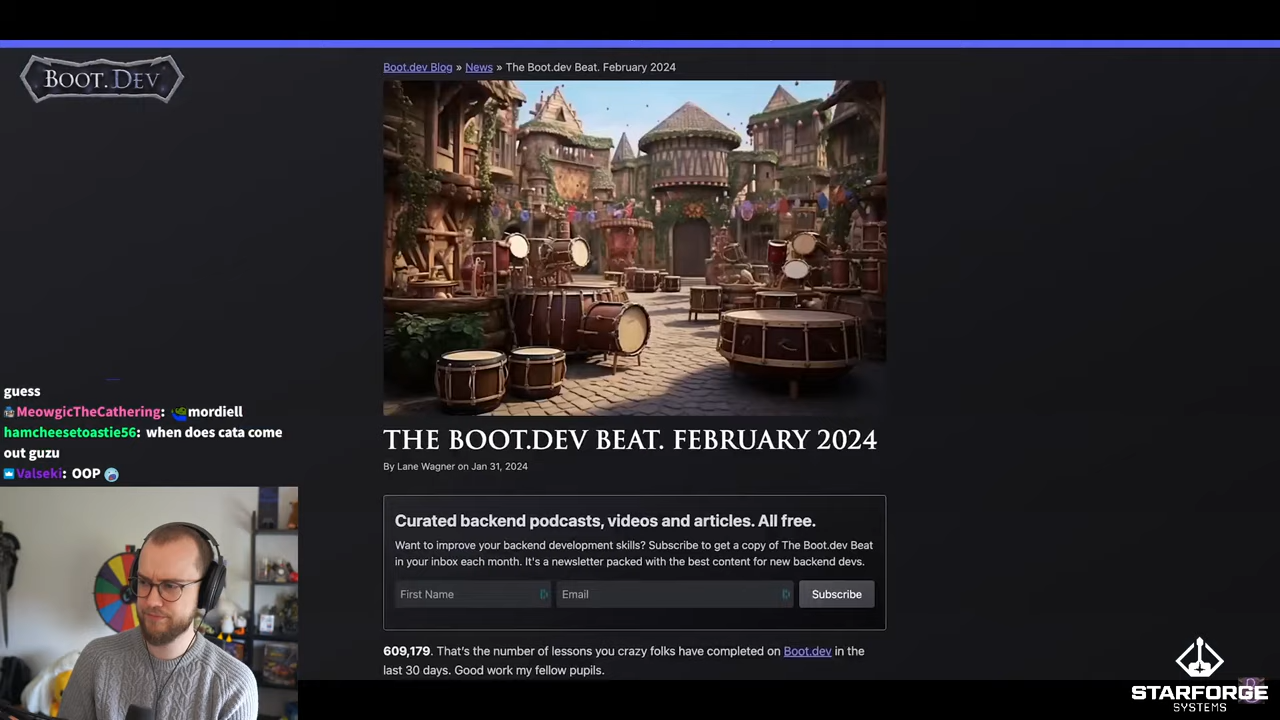 BOOT.DEV
Boot.dev Blog » News » The Boot.dev Beat. February 2024
THE BOOT.DEV BEAT. FEBRUARY 2024
By Lane Wagner on Jan 31, 2024
Curated backend podcasts, videos and articles. All free.
Want to improve your backend development skills? Subscribe to get a copy of The Boot.dev Beat
in your inbox each month. It's a newsletter packed with the best content for new backend devs.
First Name
Email
Subscribe
609,179. That's the number of lessons you crazy folks have completed on Boot.dev in the
last 30 days. Good work my fellow pupils.
guess
MeowgicTheCathering: mordiell
hamcheesetoastie56: when does cata come
out guzu
Valseki: OOP
STARFORGE
SYSTEMS